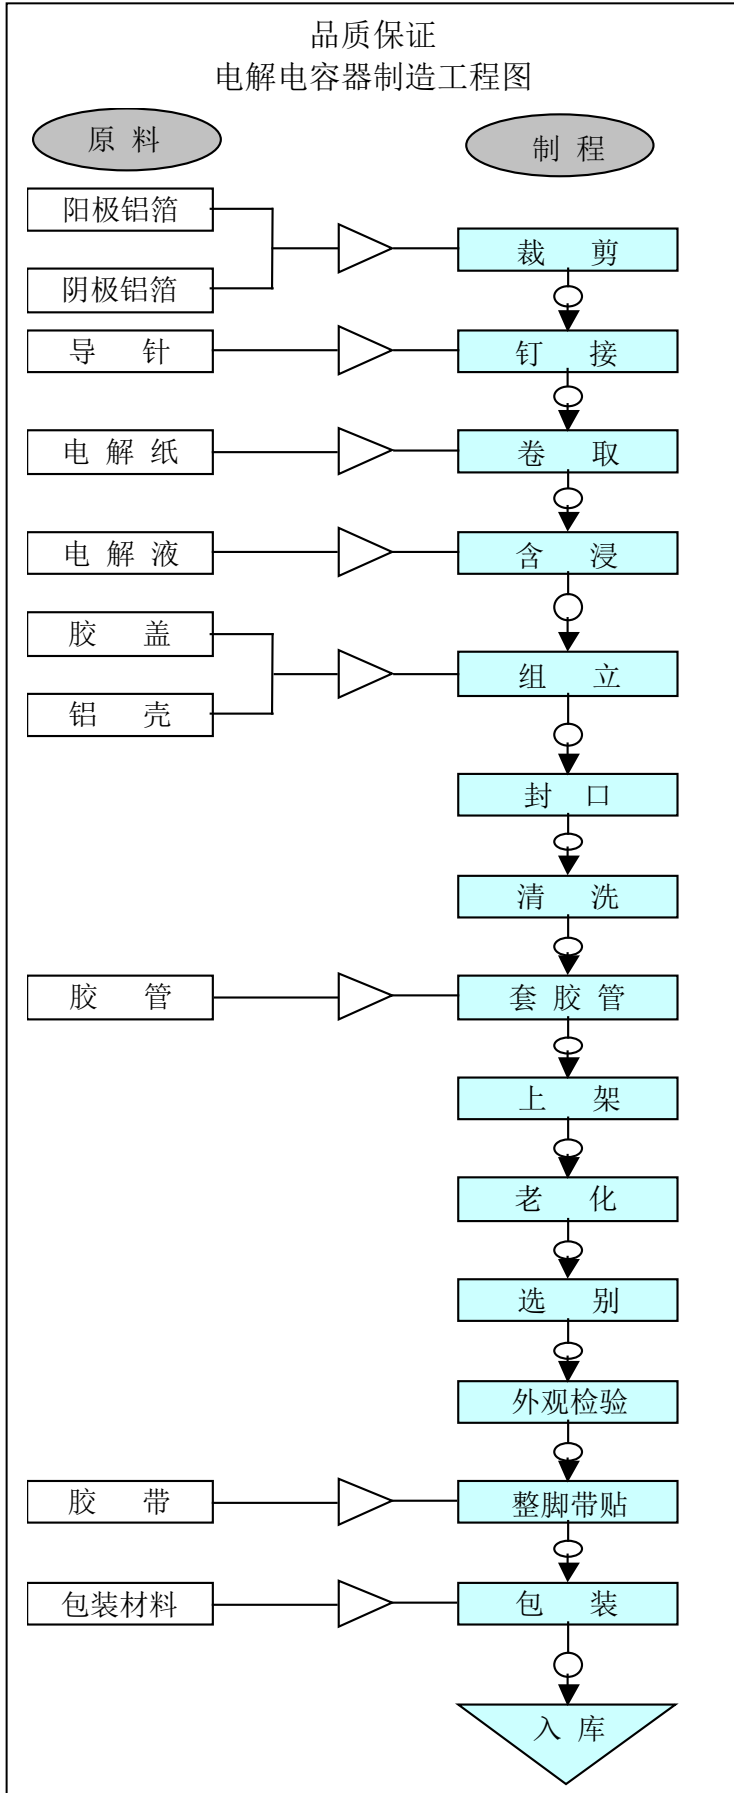 品质保证
电解电容器制造工程图
原 料
制 程
阳极铝箔
阴极铝箔
裁 剪
导 针
钉 接
电 解 纸
卷 取
电 解 液
含 浸
胶 盖
铝 壳
组 立
封 口
清 洗
胶 管
套 胶 管
上 架
老 化
选 别
外观检验
胶 带
整脚带贴
包装材料
包 装
入 库